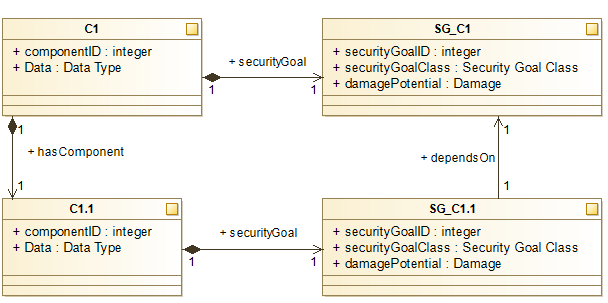 C1
+ componentID : integer
+ Data : Data Type
1
+ securityGoal
1
SG_C1
+ securityGoalID : integer
+ securityGoalClass : Security Goal Class
+ damagePotential : Damage
1
+ hasComponent
1
1
+ dependsOn
1
C1.1
+ componentID : integer
+ Data : Data Type
1
+ securityGoal
1
SG_C1.1
+ securityGoalID : integer
+ securityGoalClass : Security Goal Class
+ damagePotential : Damage